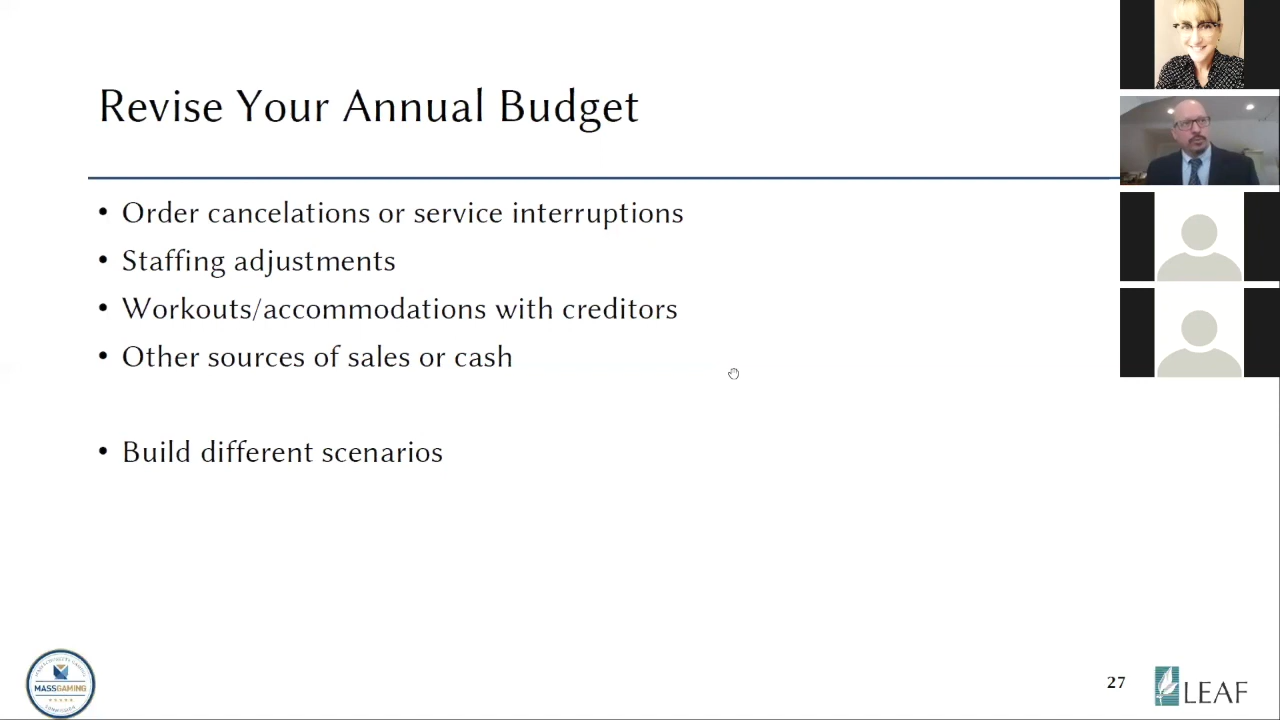 Revise Your Annual Budget
• Order cancelations or service interruptions
• Staffing adjustments
• Workouts/accommodations with creditors
• Other sources of sales or cash
• Build different scenarios
MASSGAMING
27
LEAF